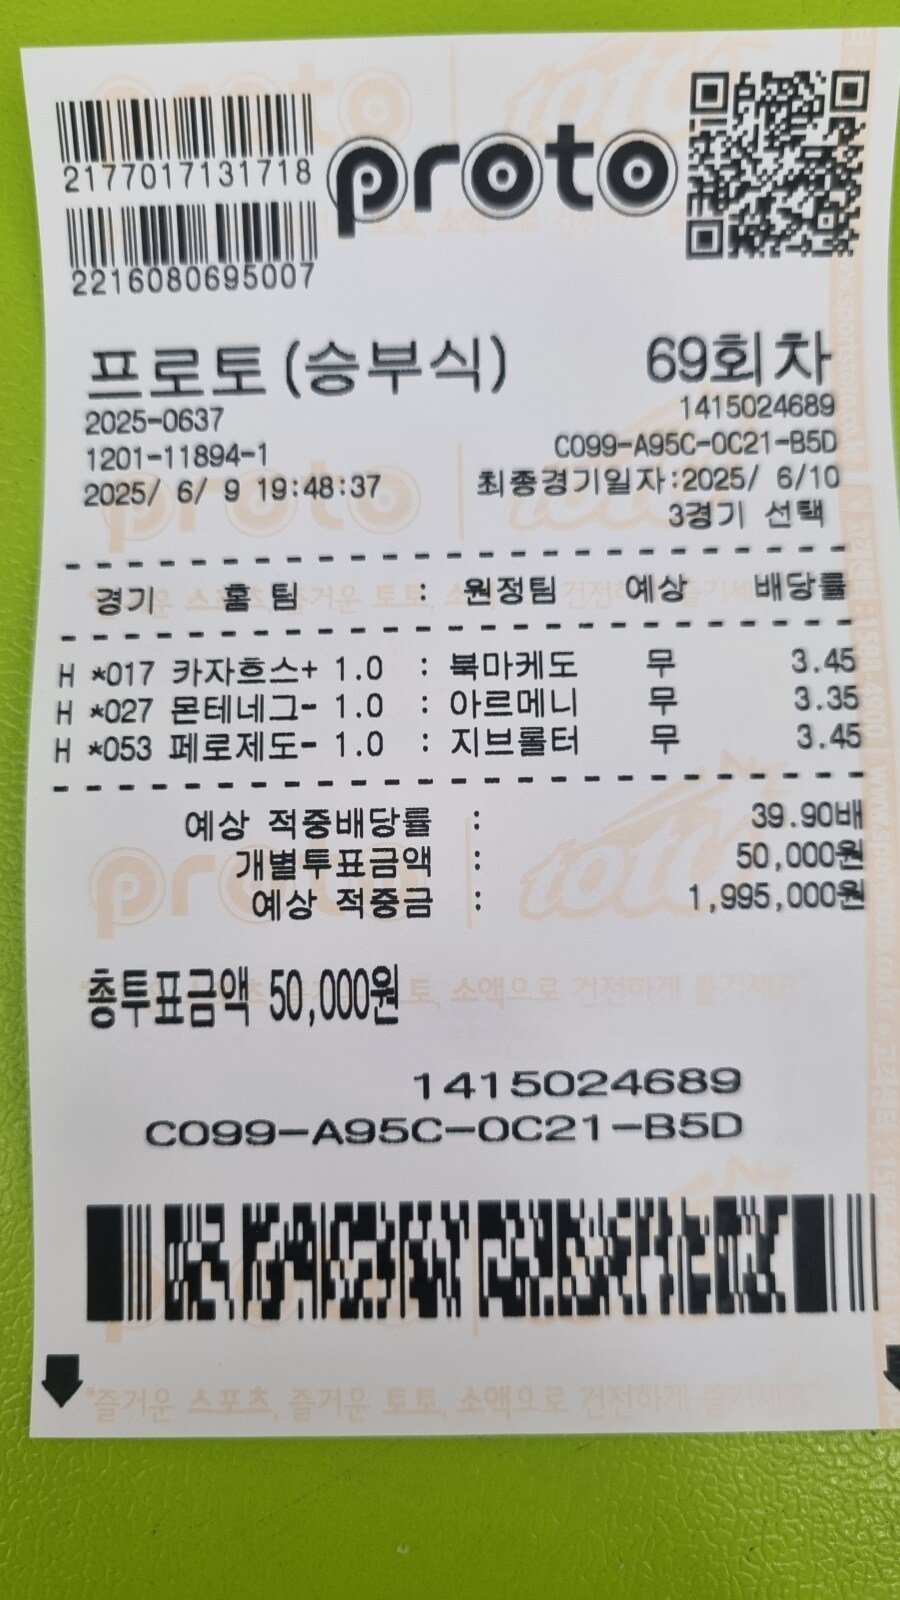 2177017131718
proto
2216080695007
프로토(승부식) 69회차
2025-0637 1415024689
1201-11894-1 C099-A95C-0C21-B5D
2025/ 6/ 9 19:48:37 최종경기일자:2025/ 6/10
3경기 선택
경기 홈 팀 : 원정팀 예상 배당률
H *017 카자흐스+ 1.0 : 북마케도 무 3.45
H *027 몬테네그- 1.0 : 아르메니 무 3.35
H *053 페로제도- 1.0 : 지브롤터 무 3.45
예상 적중배당률 : 39.90배
개별투표금액 : 50,000원
예상 적중금 : 1,995,000원
총투표금액 50,000원
1415024689
C099-A95C-0C21-B5D
"즐거운 스포츠, 즐거운 토토, 소액으로 건전하게 즐기세요"